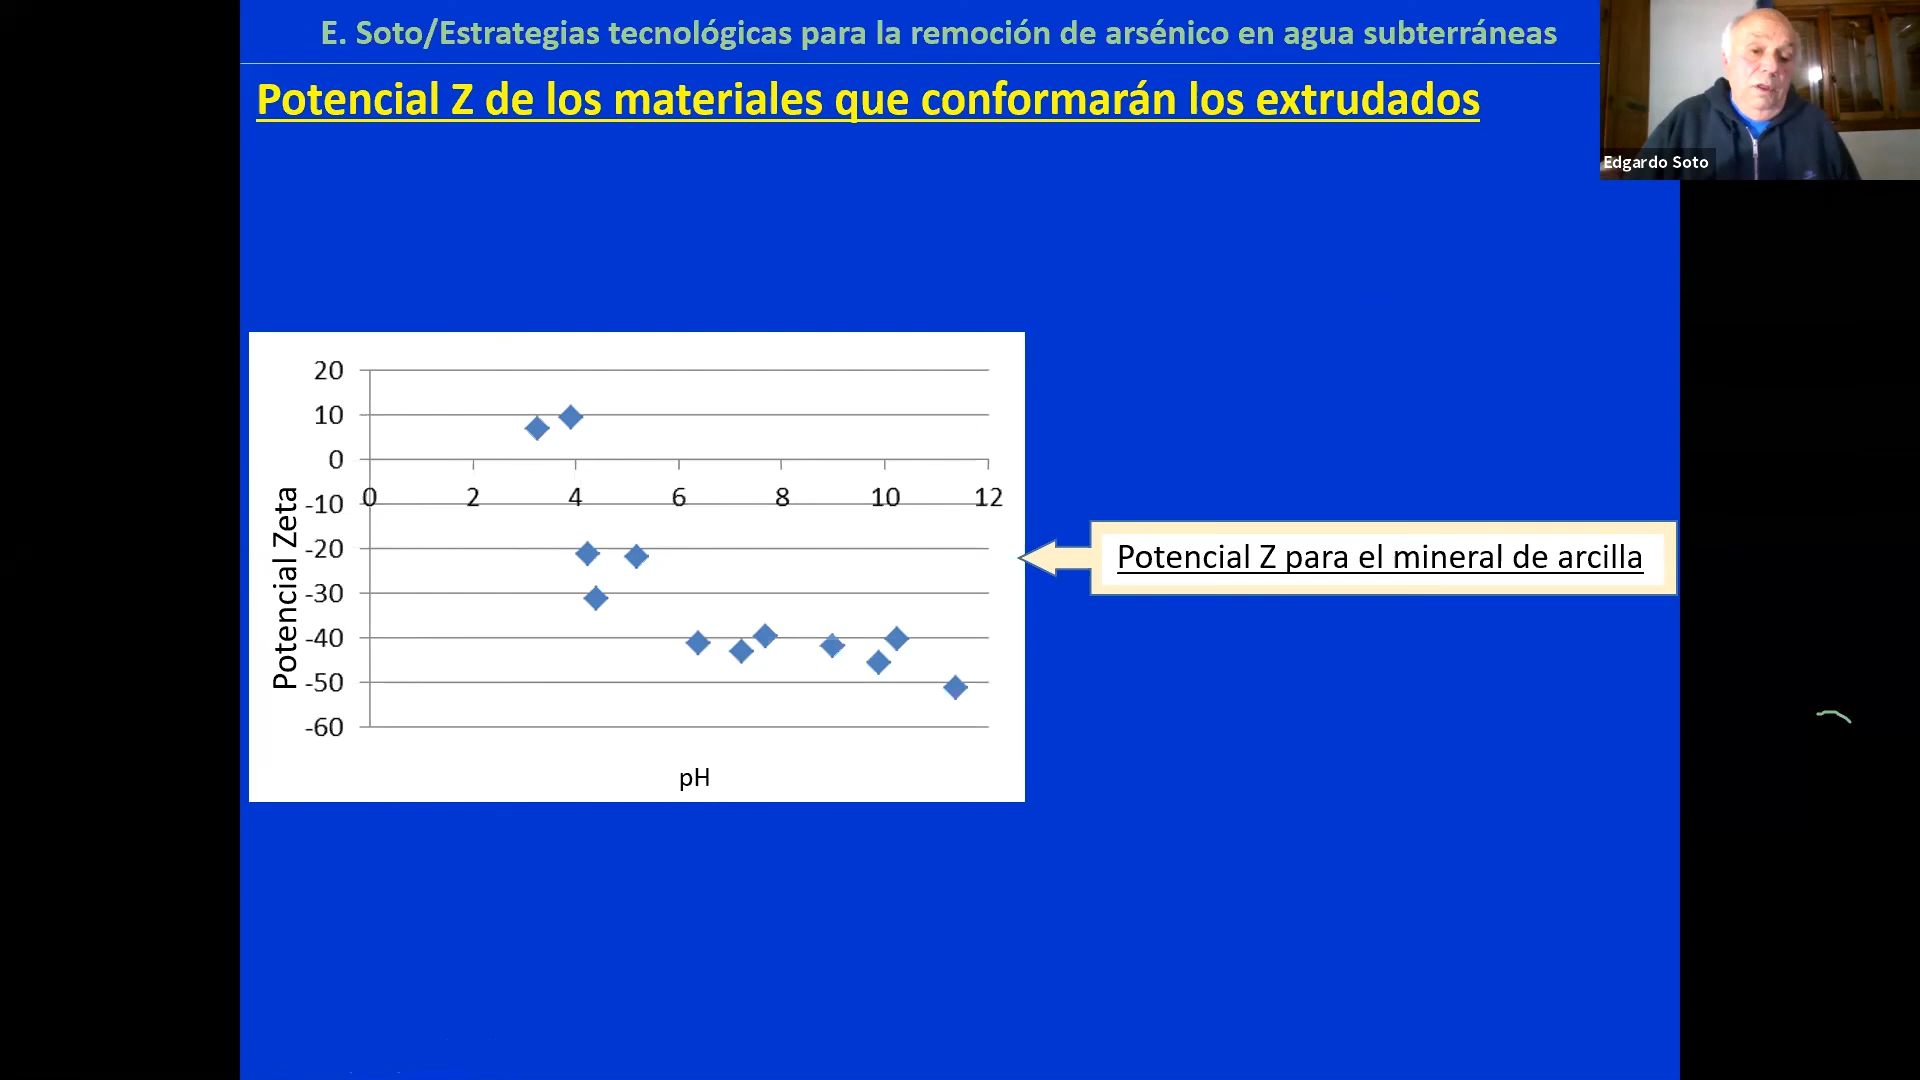 E. Soto/Estrategias tecnológicas para la remoción de arsénico en agua subterráneas
Potencial Z de los materiales que conformarán los extrudados
Edgardo Soto
20
10
0
-10
-20
-30
-40
-50
-60
Potencial Zeta
0 2 4 6 8 10 12
pH
Potencial Z para el mineral de arcilla